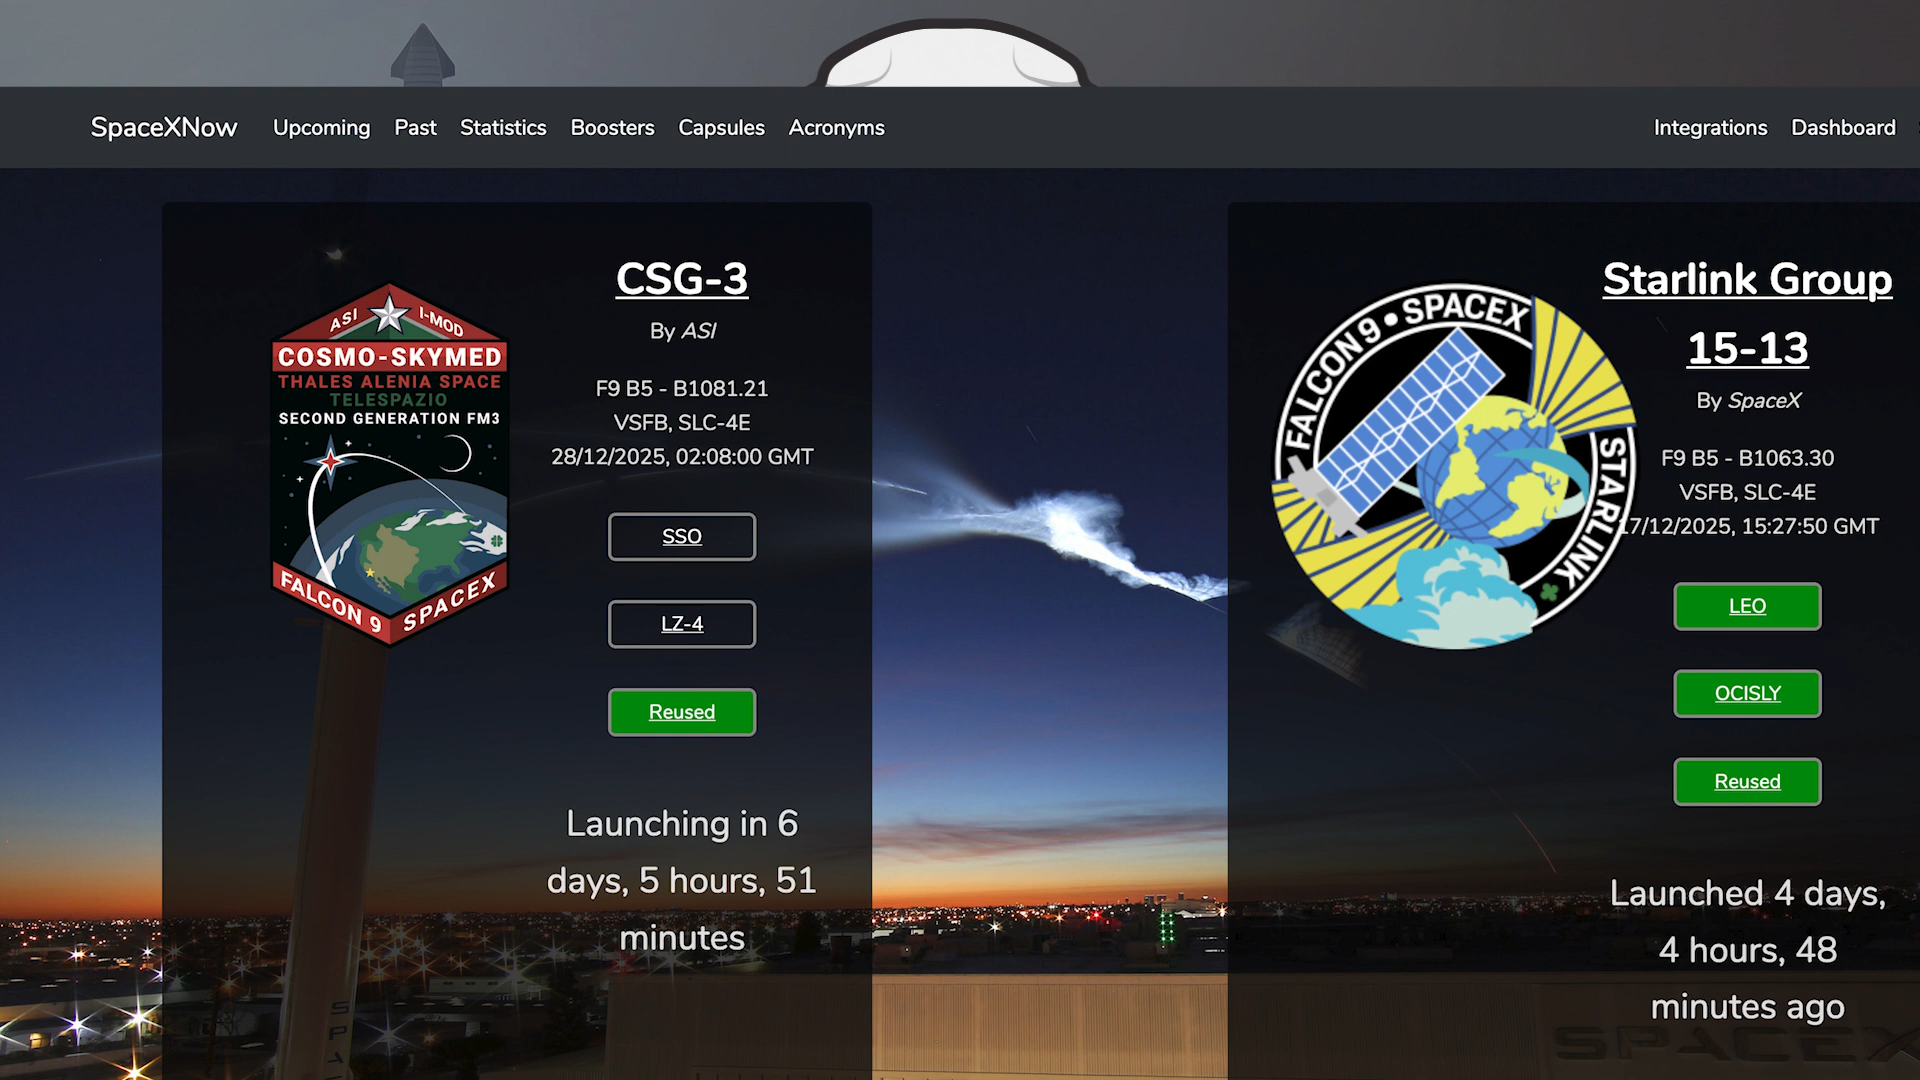 SpaceXNow Upcoming Past Statistics Boosters Capsules Acronyms Integrations Dashboard
ASI I-MOD
COSMO-SKYMED
THALES ALENIA SPACE
TELESPAZIO
SECOND GENERATION FM3
FALCON 9 SPACEX
CSG-3
By ASI
F9 B5 - B1081.21
VSFB, SLC-4E
28/12/2025, 02:08:00 GMT
SSO
LZ-4
Reused
Launching in 6
days, 5 hours, 51
minutes
FALCON 9 • SPACEX
STARLINK
Starlink Group
15-13
By SpaceX
F9 B5 - B1063.30
VSFB, SLC-4E
17/12/2025, 15:27:50 GMT
LEO
OCISLY
Reused
Launched 4 days,
4 hours, 48
minutes ago
SPA
SPACEX